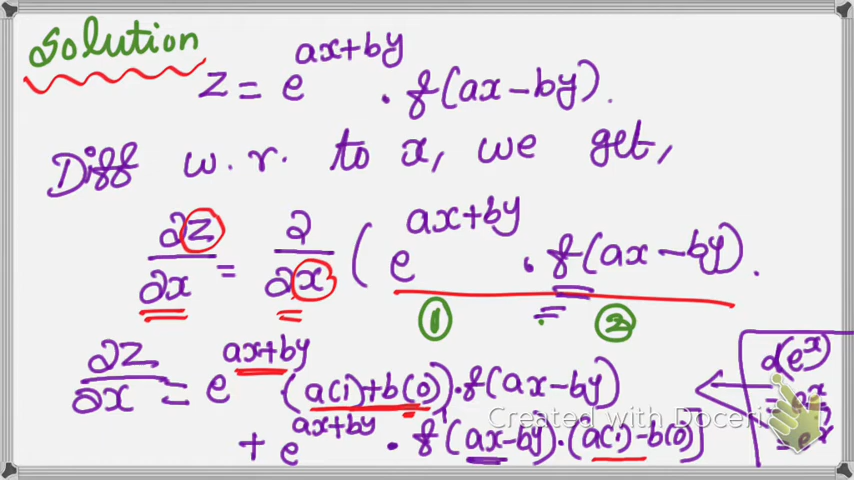 Solution
z = e^{ax+by} · f(ax-by).
Diff w.r. to x, we get,
∂z/∂x = ∂/∂x (e^{ax+by} · f(ax-by).
① ②
∂z/∂x = e^{ax+by} (a(1)+b(0)) · f(ax-by)
+ e^{ax+by} · f'(ax-by) · (a(1)-b(0)]
d(e^x)
Created with Doceri